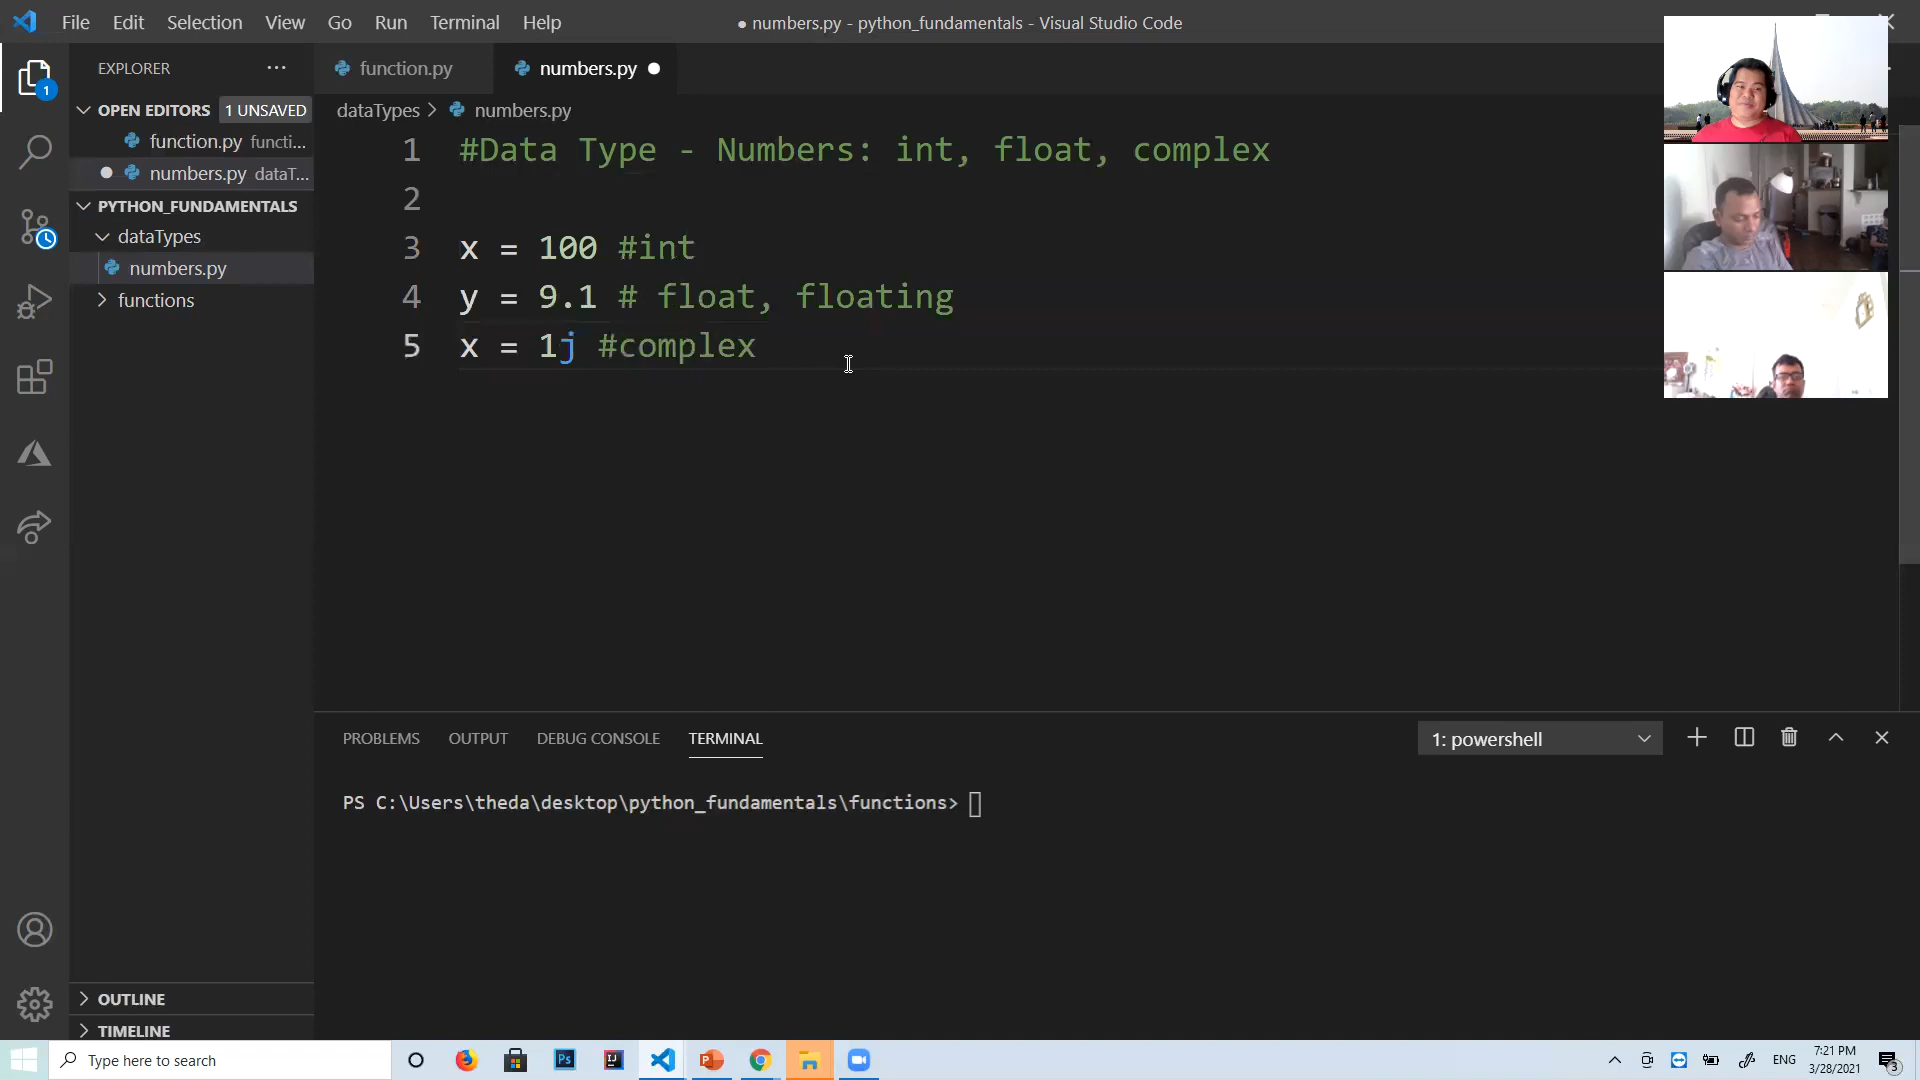 File Edit Selection View Go Run Terminal Help
● numbers.py - python_fundamentals - Visual Studio Code
EXPLORER
function.py
numbers.py
1
OPEN EDITORS 1 UNSAVED
function.py functi...
numbers.py dataT...
PYTHON_FUNDAMENTALS
dataTypes
numbers.py
functions
dataTypes > numbers.py
1 #Data Type - Numbers: int, float, complex
2
3 x = 100 #int
4 y = 9.1 # float, floating
5 x = 1j #complex
PROBLEMS OUTPUT DEBUG CONSOLE TERMINAL
1: powershell
PS C:\Users\theda\desktop\python_fundamentals\functions>
OUTLINE
TIMELINE
Type here to search
Ps
IJ
P
ENG
7:21 PM
3/28/2021
3